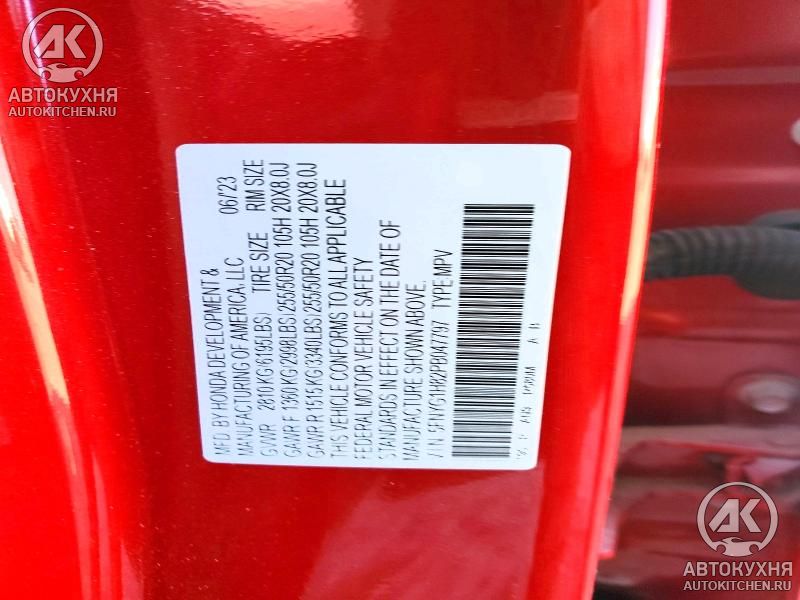 AK
АВТОКУХНЯ
AUTOKITCHEN.RU
MFD. BY HONDA DEVELOPMENT &
MANUFACTURING OF AMERICA, LLC 06/23
GVWR 2810KG(6195LBS) TIRE SIZE RIM SIZE
GAWR F 1360KG(2998LBS)255/50R20 105H 20X8.0J
GAWR R 1515KG(3340LBS)255/50R20 105H 20X8.0J
THIS VEHICLE CONFORMS TO ALL APPLICABLE
FEDERAL MOTOR VEHICLE SAFETY
STANDARDS IN EFFECT ON THE DATE OF
MANUFACTURE SHOWN ABOVE.
V.I.N. 5FNYG1H82PB047797 TYPE MPV
A B
AK
АВТОКУХНЯ
AUTOKITCHEN.RU